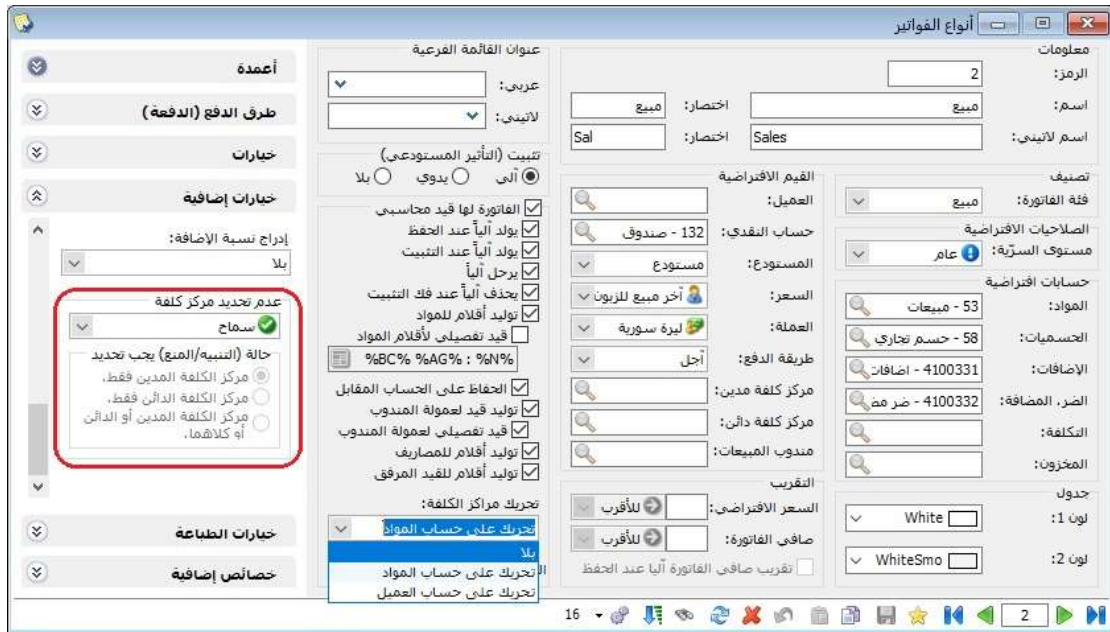 أنواع الفواتير
معلومات
الرمز: 2
اسم: مبيع اختصار: مبيع
اسم لاتيني: Sales اختصار: Sal
تصنيف
فئة الفاتورة: مبيع
الصلاحيات الافتراضية
مستوى السرّية: عام
حسابات افتراضية
المواد: 53 - مبيعات
الحسميات: 58 - حسم تجاري
الإضافات: 4100331 - اضافات
الضر. المضافة: 4100332 - ضر مض
التكلفة:
المخزون:
جدول
لون 1: White
لون 2: WhiteSmo
القيم الافتراضية
العميل:
حساب النقدي: 132 - صندوق
المستودع: مستودع
السعر: آخر مبيع للزبون
العملة: ليرة سورية
طريقة الدفع: آجل
مركز كلفة مدين:
مركز كلفة دائن:
مندوب المبيعات:
التقريب
السعر الافتراضي: للأقرب
صافي الفاتورة: للأقرب
تقريب صافي الفاتورة آليا عند الحفظ
عنوان القائمة الفرعية
عربي:
لاتيني:
تثبيت (التأثير المستودعي)
آلي يدوي بلا
الفاتورة لها قيد محاسبي
يولد آلياً عند الحفظ
يولد آلياً عند التثبيت
يرحل آلياً
يحذف آلياً عند فك التثبيت
توليد أقلام للمواد
قيد تفصيلي لأقلام المواد
%BC% %AG% : %N%
الحفاظ على الحساب المقابل
توليد قيد لعمولة المندوب
قيد تفصيلي لعمولة المندوب
توليد أقلام للمصاريف
توليد أقلام للقيد المرفق
تحريك مراكز الكلفة:
تحريك على حساب المواد
بلا
تحريك على حساب المواد
تحريك على حساب العميل
أعمدة
طرق الدفع (الدفعة)
خيارات
خيارات إضافية
إدراج نسبة الإضافة:
بلا
عدم تحديد مركز كلفة
سماح
حالة (التنبيه/المنع) يجب تحديد
مركز الكلفة المدين فقط.
مركز الكلفة الدائن فقط.
مركز الكلفة المدين أو الدائن
أو كلاهما.
خيارات الطباعة
خصائص إضافية
2
16